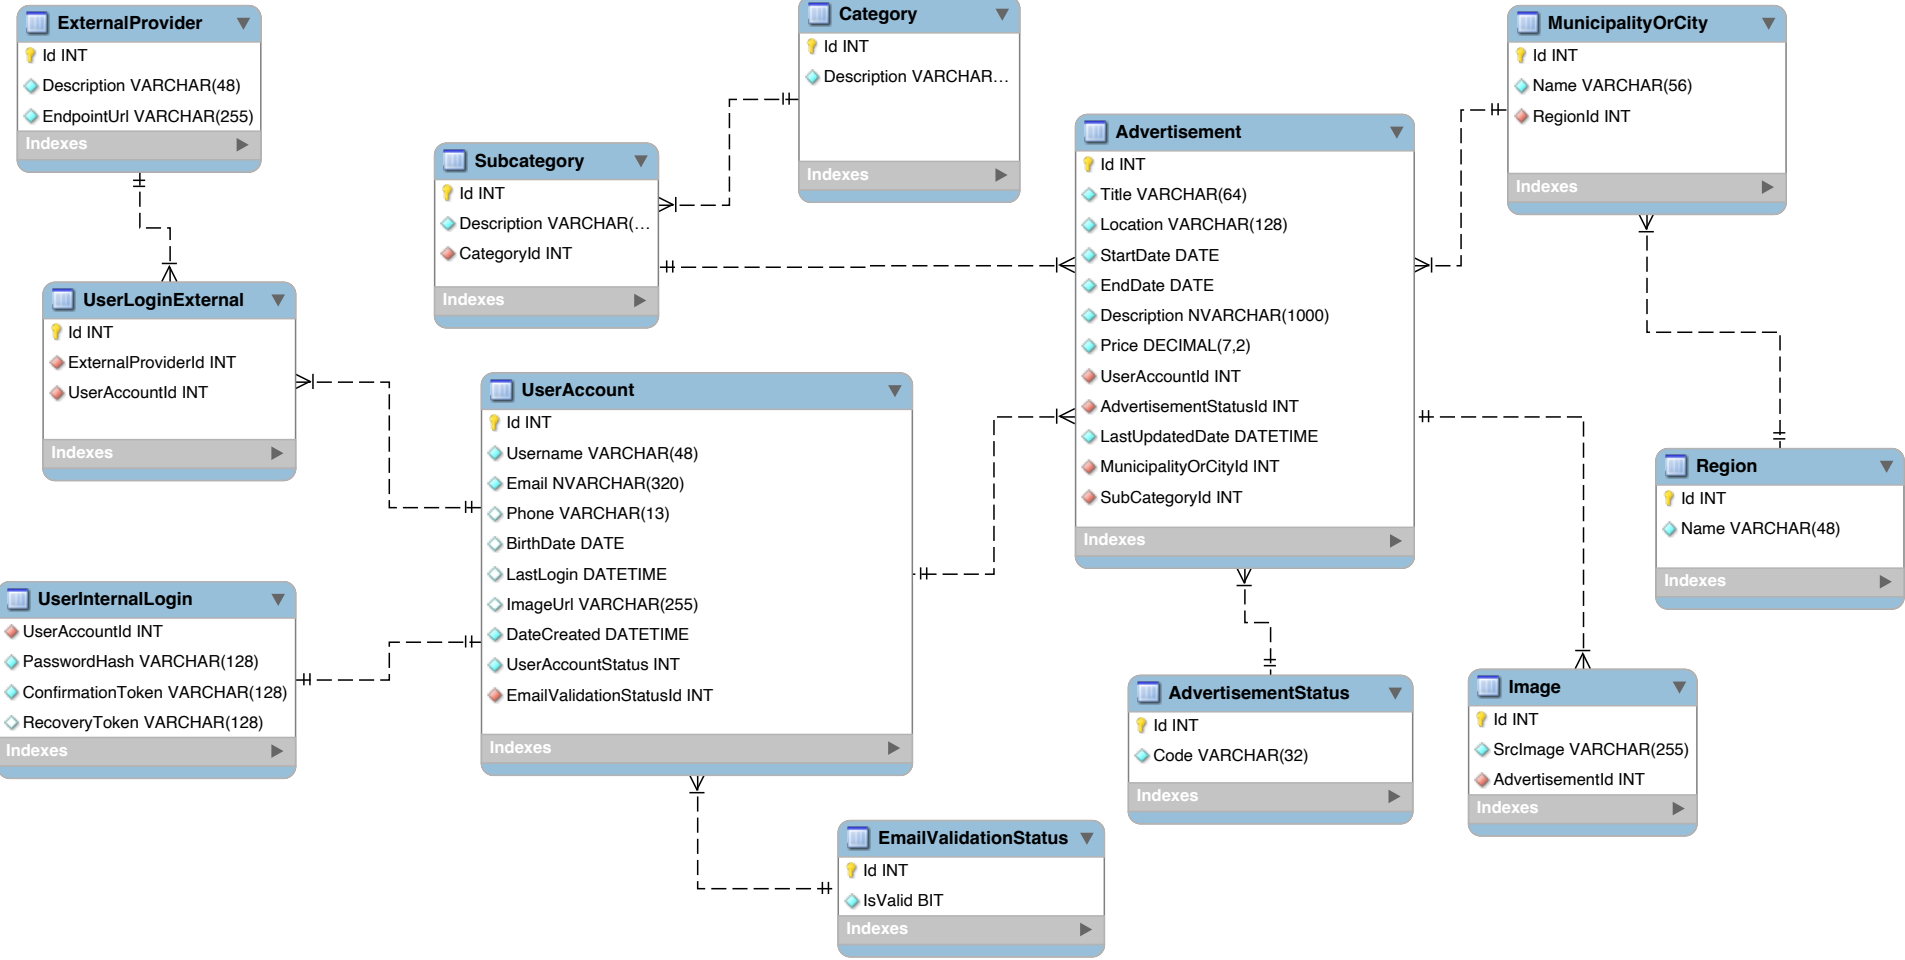 ExternalProvider
Id INT
Description VARCHAR(48)
EndpointUrl VARCHAR(255)
Indexes
Category
Id INT
Description VARCHAR...
Indexes
MunicipalityOrCity
Id INT
Name VARCHAR(56)
RegionId INT
Indexes
Subcategory
Id INT
Description VARCHAR(...
CategoryId INT
Indexes
Advertisement
Id INT
Title VARCHAR(64)
Location VARCHAR(128)
StartDate DATE
EndDate DATE
Description NVARCHAR(1000)
Price DECIMAL(7,2)
UserAccountId INT
AdvertisementStatusId INT
LastUpdatedDate DATETIME
MunicipalityOrCityId INT
SubCategoryId INT
Indexes
UserLoginExternal
Id INT
ExternalProviderId INT
UserAccountId INT
Indexes
UserAccount
Id INT
Username VARCHAR(48)
Email NVARCHAR(320)
Phone VARCHAR(13)
BirthDate DATE
LastLogin DATETIME
ImageUrl VARCHAR(255)
DateCreated DATETIME
UserAccountStatus INT
EmailValidationStatusId INT
Indexes
Region
Id INT
Name VARCHAR(48)
Indexes
UserInternalLogin
UserAccountId INT
PasswordHash VARCHAR(128)
ConfirmationToken VARCHAR(128)
RecoveryToken VARCHAR(128)
Indexes
AdvertisementStatus
Id INT
Code VARCHAR(32)
Indexes
Image
Id INT
SrcImage VARCHAR(255)
AdvertisementId INT
Indexes
EmailValidationStatus
Id INT
IsValid BIT
Indexes